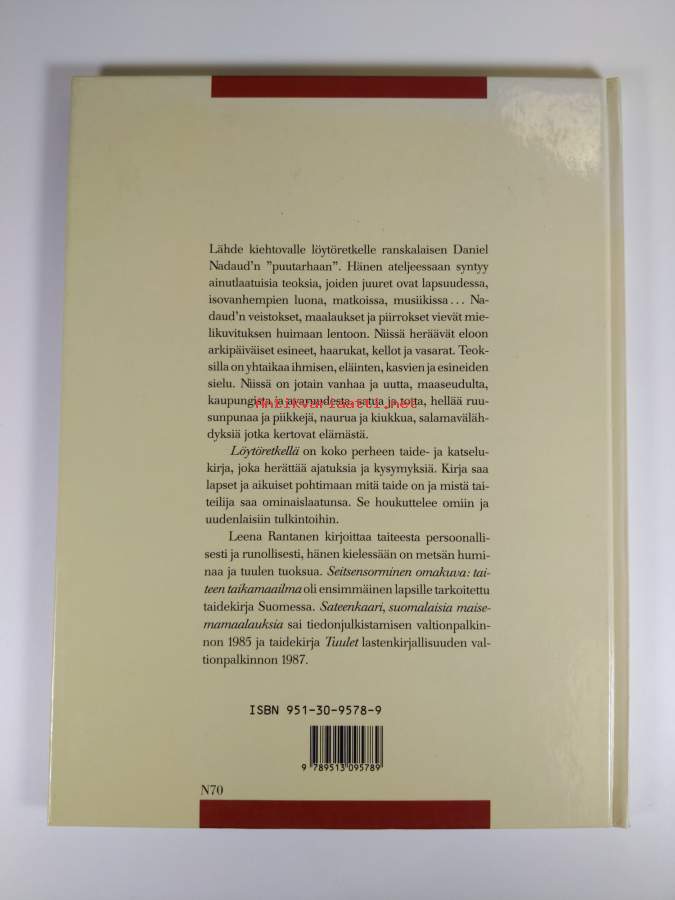 Lähde kiehtovalle löytöretkelle ranskalaisen Daniel
Nadaud'n ”puutarhaan”. Hänen ateljeessaan syntyy
ainutlaatuisia teoksia, joiden juuret ovat lapsuudessa,
isovanhempien luona, matkoissa, musiikissa... Na-
daud'n veistokset, maalaukset ja piirrokset vievät mie-
likuvituksen huimaan lentoon. Niissä heräävät eloon
arkipäiväiset esineet, haarukat, kellot ja vasarat. Teok-
silla on yhtaikaa ihmisen, eläinten, kasvien ja esineiden
sielu. Niissä on jotain vanhaa ja uutta, maaseudulta,
kaupungista ja avaruudesta, satua ja totta, hellää ruu-
Antikvariaatti.net
sunpunaa ja piikkejä, naurua ja kiukkua, salamaväläh-
dyksiä jotka kertovat elämästä.
Löytöretkellä on koko perheen taide- ja katselu-
kirja, joka herättää ajatuksia ja kysymyksiä. Kirja saa
lapset ja aikuiset pohtimaan mitä taide on ja mistä tai-
teilija saa ominaislaatunsa. Se houkuttelee omiin ja
uudenlaisiin tulkintoihin.
Leena Rantanen kirjoittaa taiteesta persoonalli-
sesti ja runollisesti, hänen kielessään on metsän humi-
naa ja tuulen tuoksua. Seitsensorminen omakuva: tai-
teen taikamaailma oli ensimmäinen lapsille tarkoitettu
taidekirja Suomessa. Sateenkaari, suomalaisia maise-
mamaalauksia sai tiedonjulkistamisen valtionpalkin-
non 1985 ja taidekirja Tuulet lastenkirjallisuuden val-
tionpalkinnon 1987.
ISBN 951-30-9578-9
9 789513 095789
N70